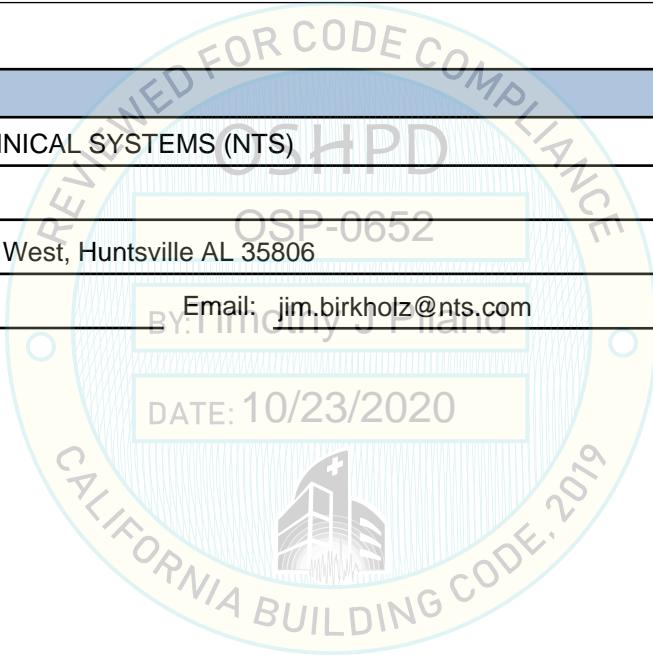 REVIEWED FOR CODE COMPLIANCE
HNICAL SYSTEMS (NTS)
OSHPD
OSP-0652
West, Huntsville AL 35806
Email: jim.birkholz@nts.com
BY: Timothy J Piland
DATE: 10/23/2020
CALIFORNIA BUILDING CODE, 2019